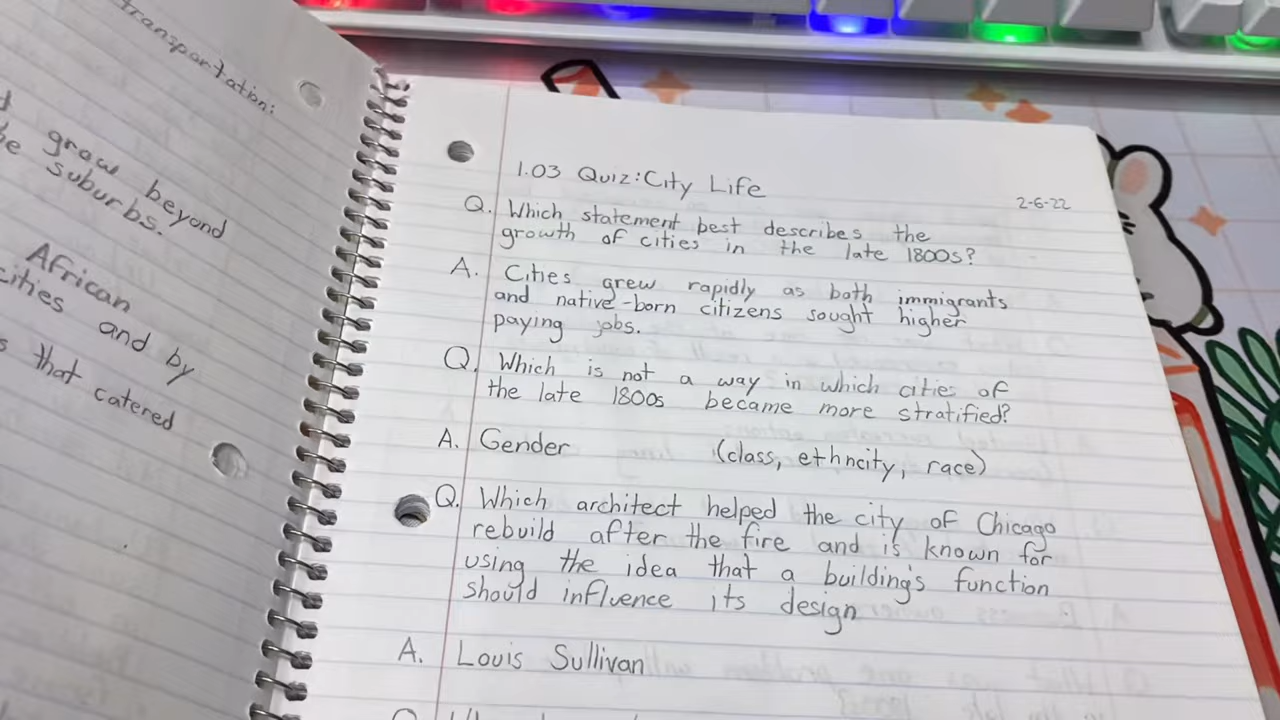 transportation:
grow beyond
suburbs.
African
cities and by
that catered
1.03 Quiz: City Life
2-6-22
Q. Which statement best describes the
growth of cities in the late 1800s?
A. Cities grew rapidly as both immigrants
and native-born citizens sought higher
paying jobs.
Q. Which is not a way in which cities of
the late 1800s became more stratified?
A. Gender (class, ethncity, race)
Q. Which architect helped the city of Chicago
rebuild after the fire and is known for
using the idea that a building's function
should influence its design
A. Louis Sullivan